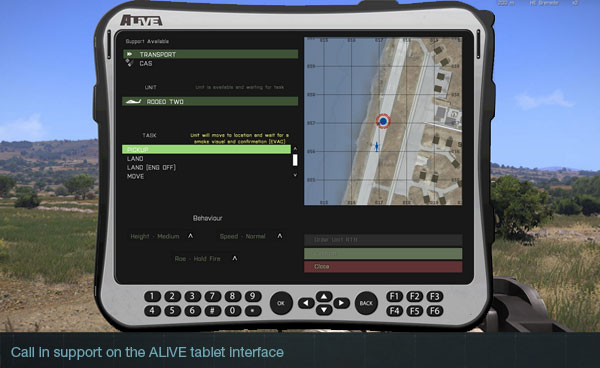 ALIVE
Support Available
TRANSPORT
CAS
UNIT
Unit is available and waiting for task
RODEO TWO
TASK
Unit will move to location and wait for a
smoke visual and confirmation [EVAC]
PICKUP
LAND
LAND [ENG OFF]
MOVE
Behaviour
Height - Medium
Speed - Normal
Roe - Hold Fire
Order Unit RTB
Close
1 2 3 7 8 9
4 5 6 # 0 *
OK
BACK
F1 F2 F3
F4 F5 F6
Call in support on the ALiVE tablet interface